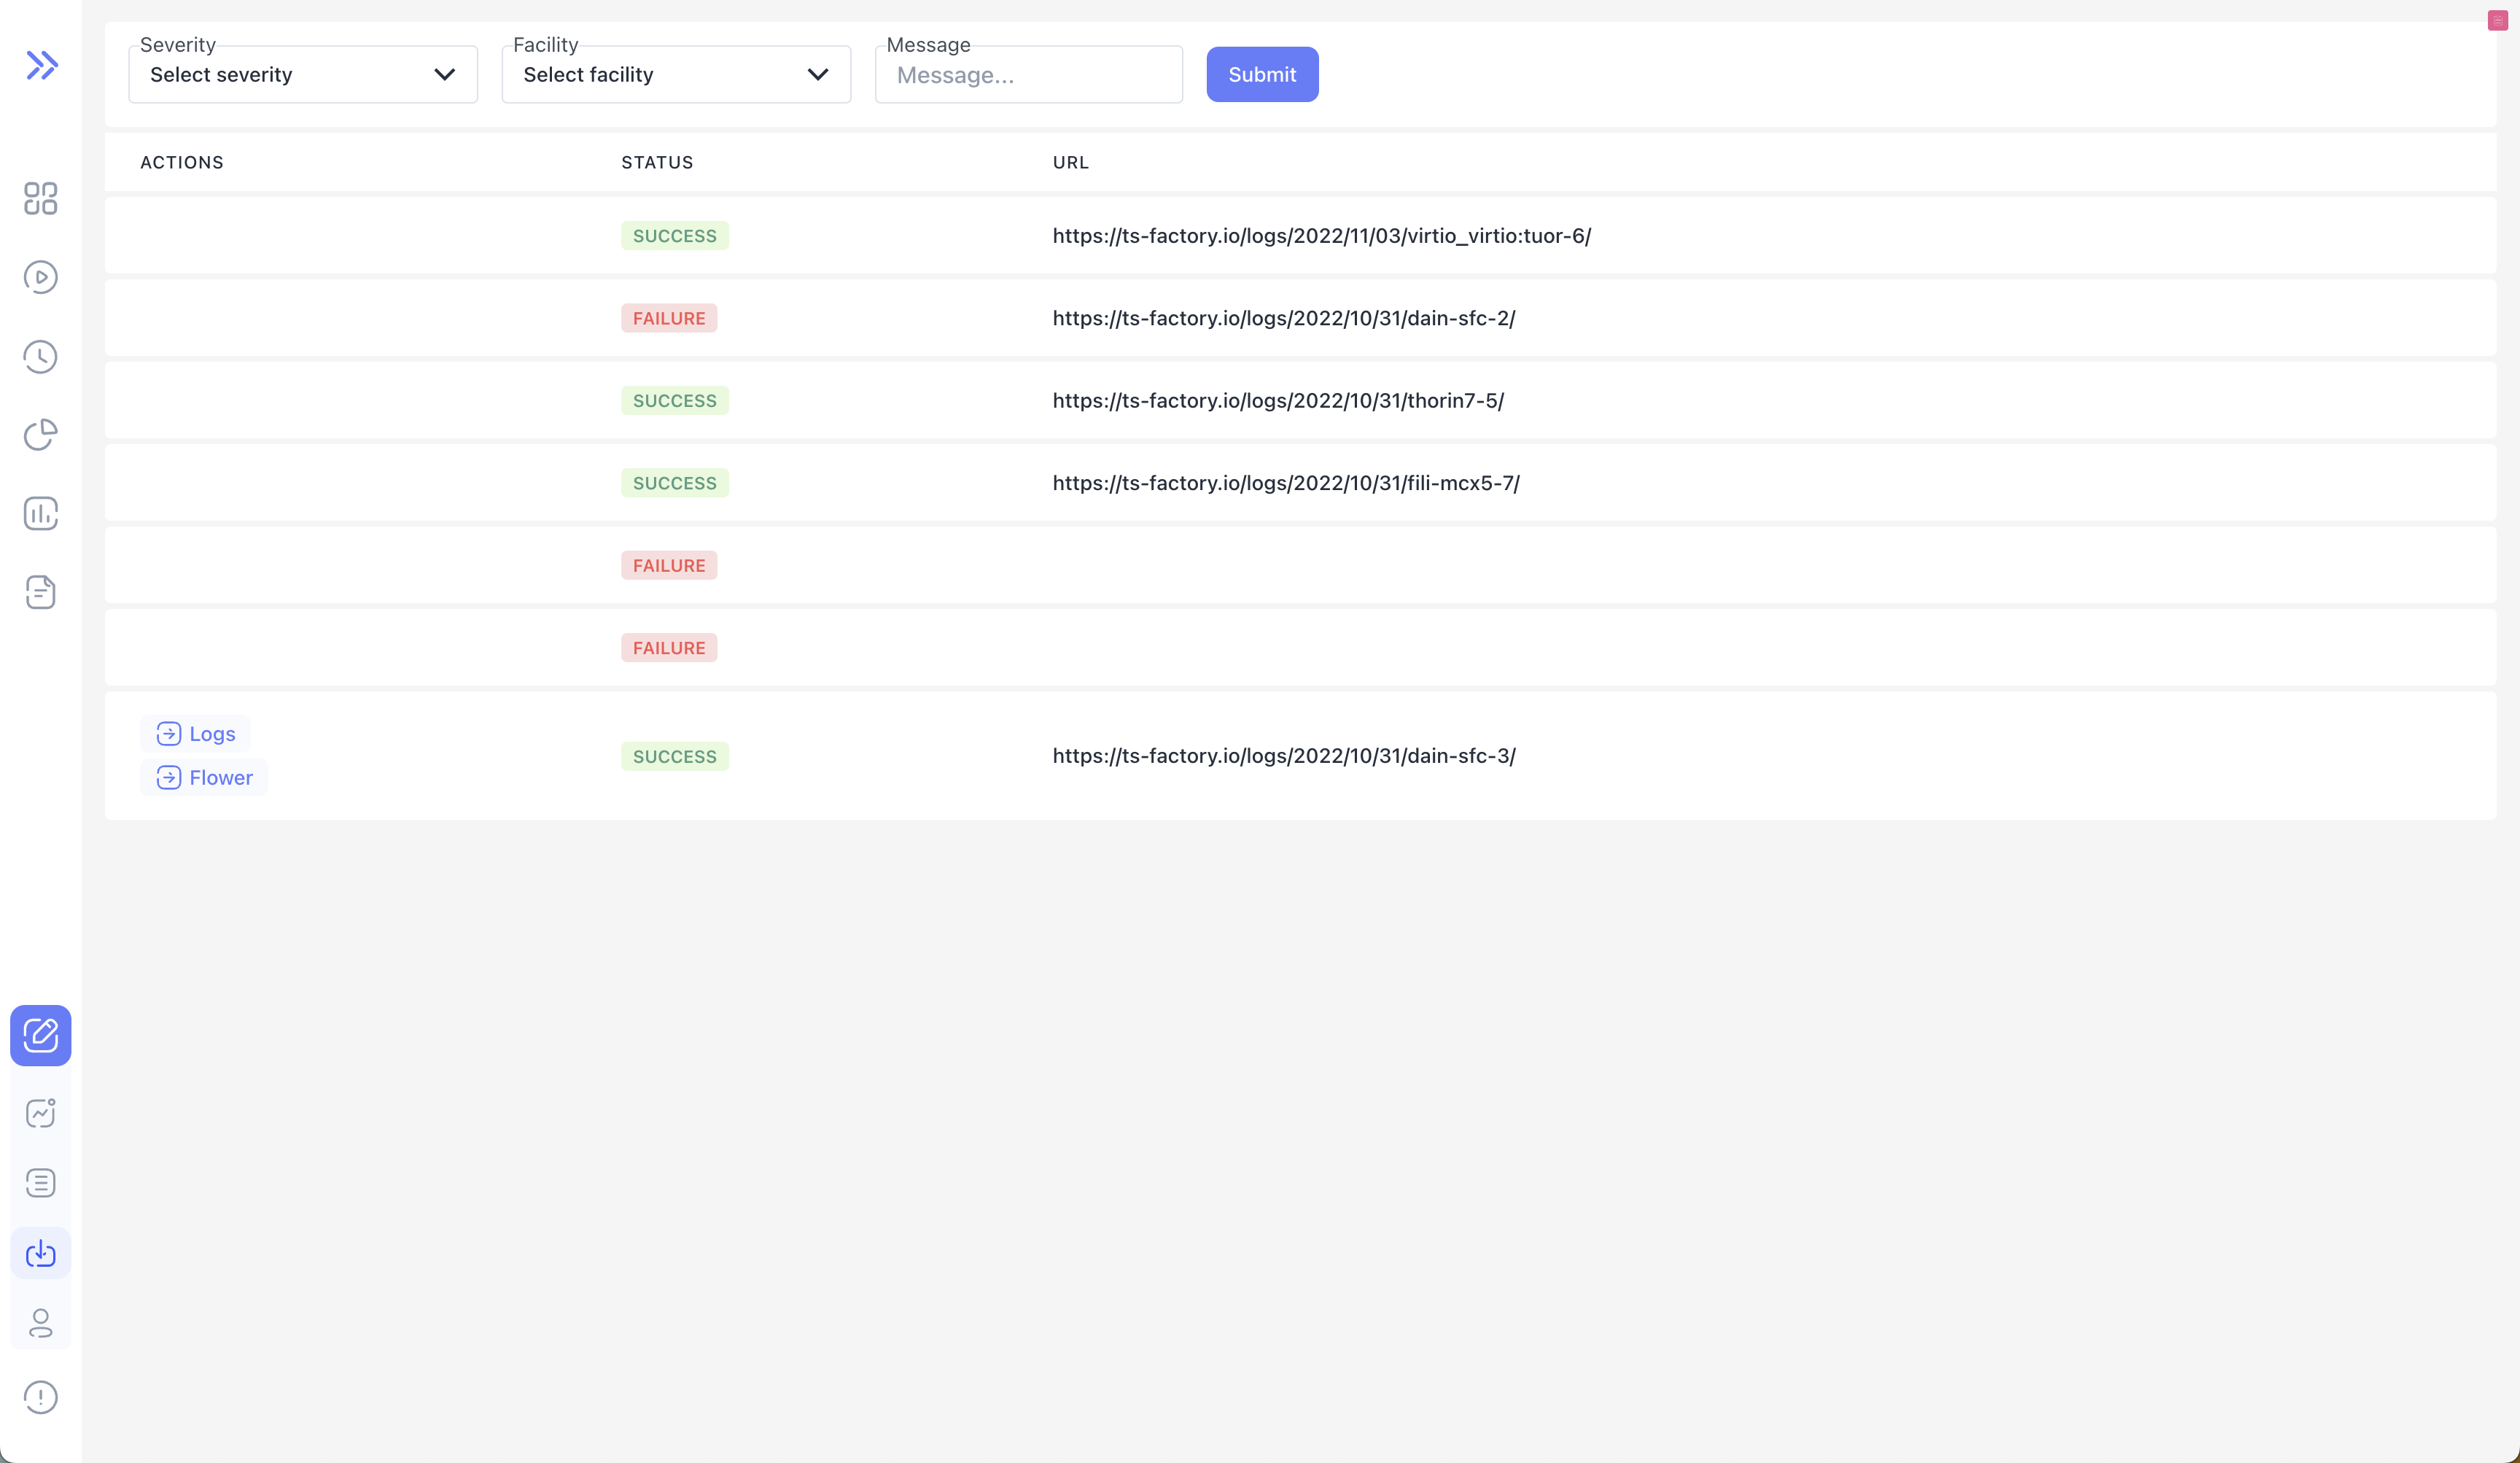 Severity
Select severity
Facility
Select facility
Message
Message...
Submit
ACTIONS STATUS URL
SUCCESS https://ts-factory.io/logs/2022/11/03/virtio_virtio:tuor-6/
FAILURE https://ts-factory.io/logs/2022/10/31/dain-sfc-2/
SUCCESS https://ts-factory.io/logs/2022/10/31/thorin7-5/
SUCCESS https://ts-factory.io/logs/2022/10/31/fili-mcx5-7/
FAILURE
FAILURE
Logs
Flower
SUCCESS https://ts-factory.io/logs/2022/10/31/dain-sfc-3/